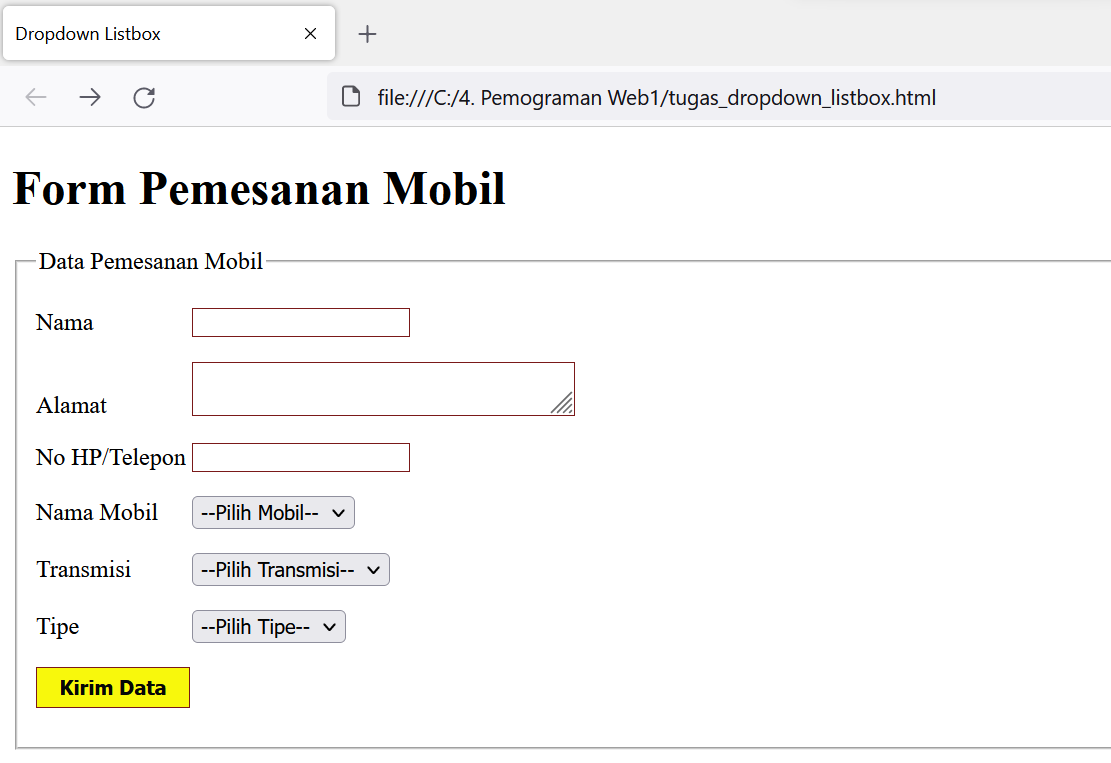 Dropdown Listbox
file:///C:/4. Pemograman Web1/tugas_dropdown_listbox.html
Form Pemesanan Mobil
Data Pemesanan Mobil
Nama
Alamat
No HP/Telepon
Nama Mobil --Pilih Mobil--
Transmisi --Pilih Transmisi--
Tipe --Pilih Tipe--
Kirim Data